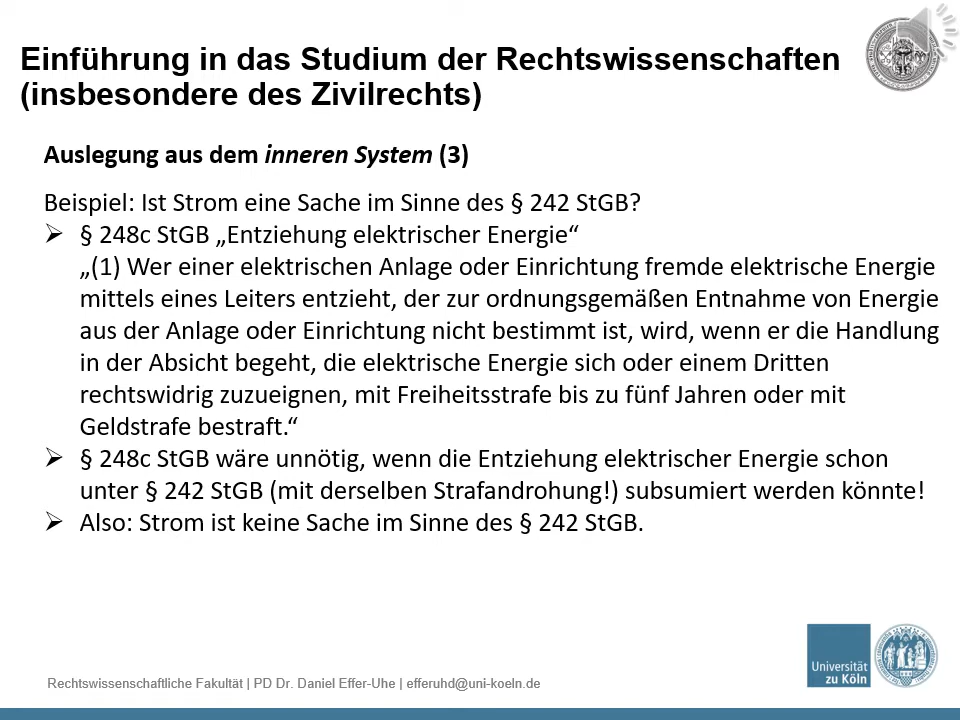 Einführung in das Studium der Rechtswissenschaften
(insbesondere des Zivilrechts)
Auslegung aus dem inneren System (3)
Beispiel: Ist Strom eine Sache im Sinne des § 242 StGB?
➢ § 248c StGB „Entziehung elektrischer Energie“
„(1) Wer einer elektrischen Anlage oder Einrichtung fremde elektrische Energie
mittels eines Leiters entzieht, der zur ordnungsgemäßen Entnahme von Energie
aus der Anlage oder Einrichtung nicht bestimmt ist, wird, wenn er die Handlung
in der Absicht begeht, die elektrische Energie sich oder einem Dritten
rechtswidrig zuzueignen, mit Freiheitsstrafe bis zu fünf Jahren oder mit
Geldstrafe bestraft.“
➢ § 248c StGB wäre unnötig, wenn die Entziehung elektrischer Energie schon
unter § 242 StGB (mit derselben Strafandrohung!) subsumiert werden könnte!
➢ Also: Strom ist keine Sache im Sinne des § 242 StGB.
Universität
zu Köln
Rechtswissenschaftliche Fakultät | PD Dr. Daniel Effer-Uhe | efferuhd@uni-koeln.de